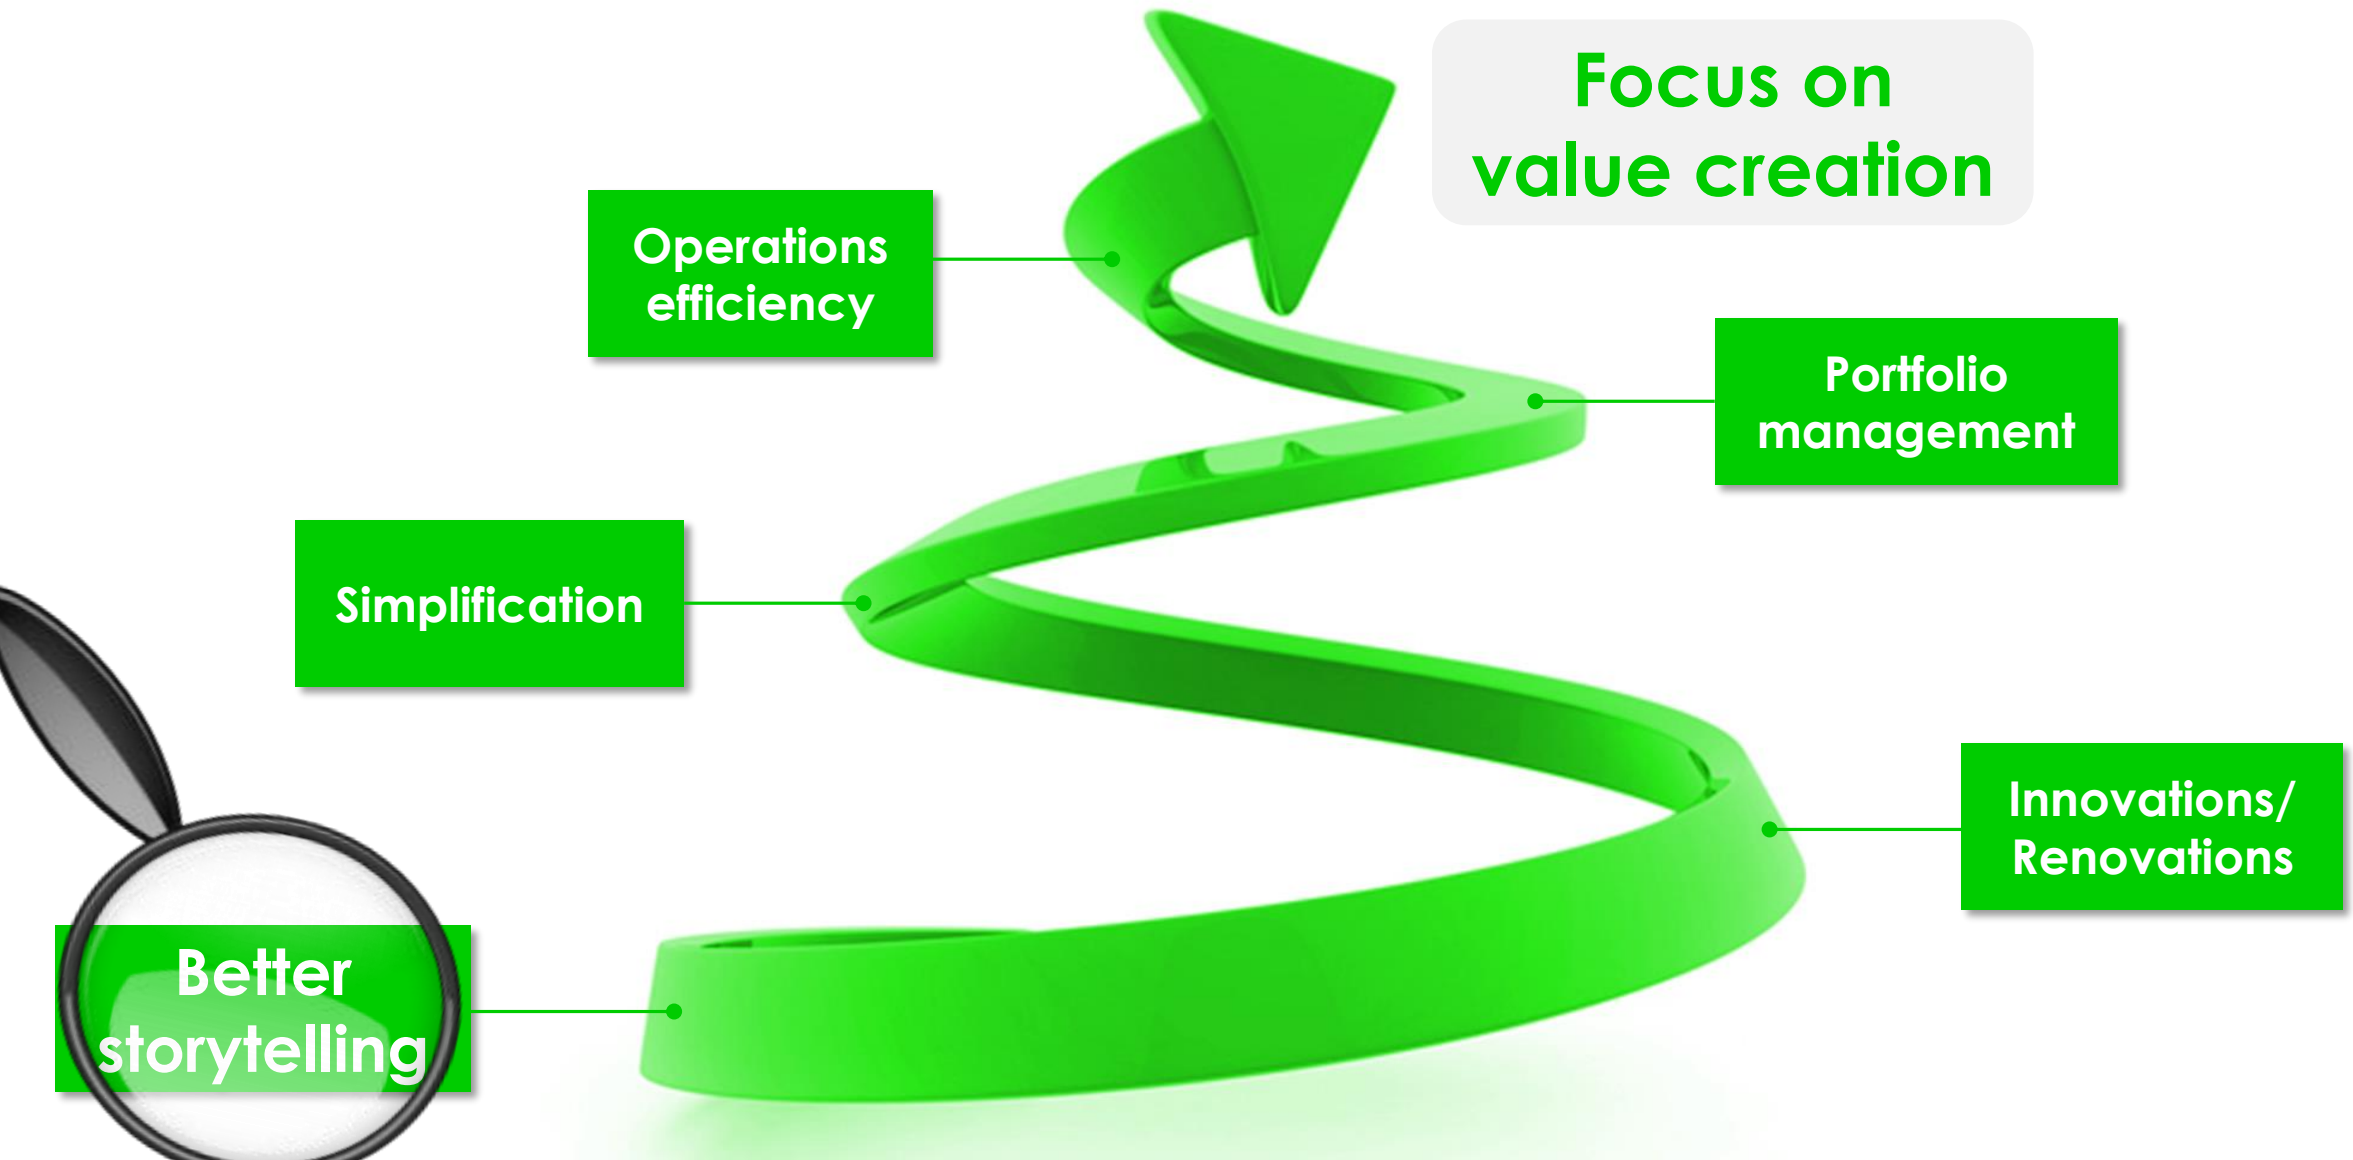 Focus on
value creation
Operations
efficiency
Portfolio
management
Simplification
Innovations/
Renovations
Better
storytelling